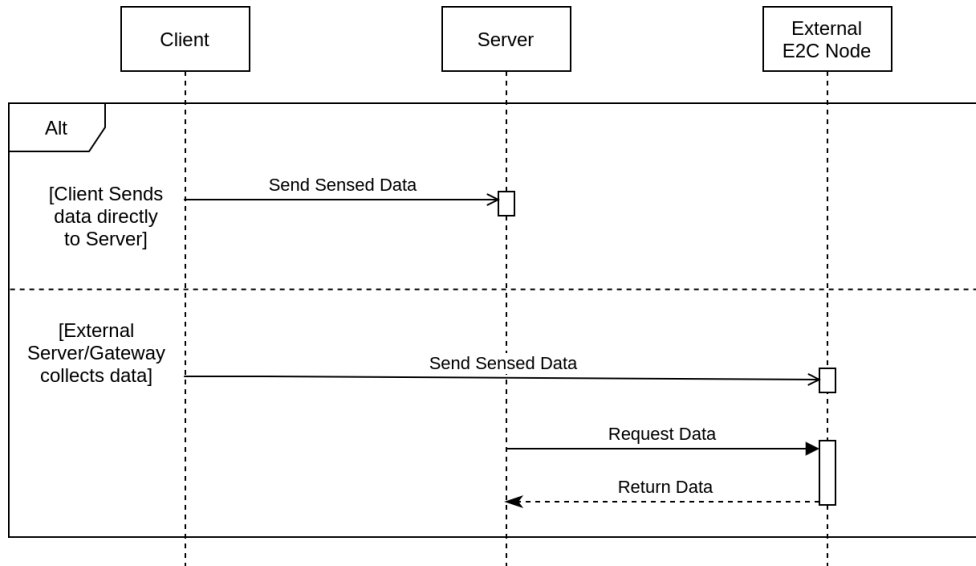 Client
Server
External
E2C Node
Alt
[Client Sends
data directly
to Server]
Send Sensed Data
[External
Server/Gateway
collects data]
Send Sensed Data
Request Data
Return Data